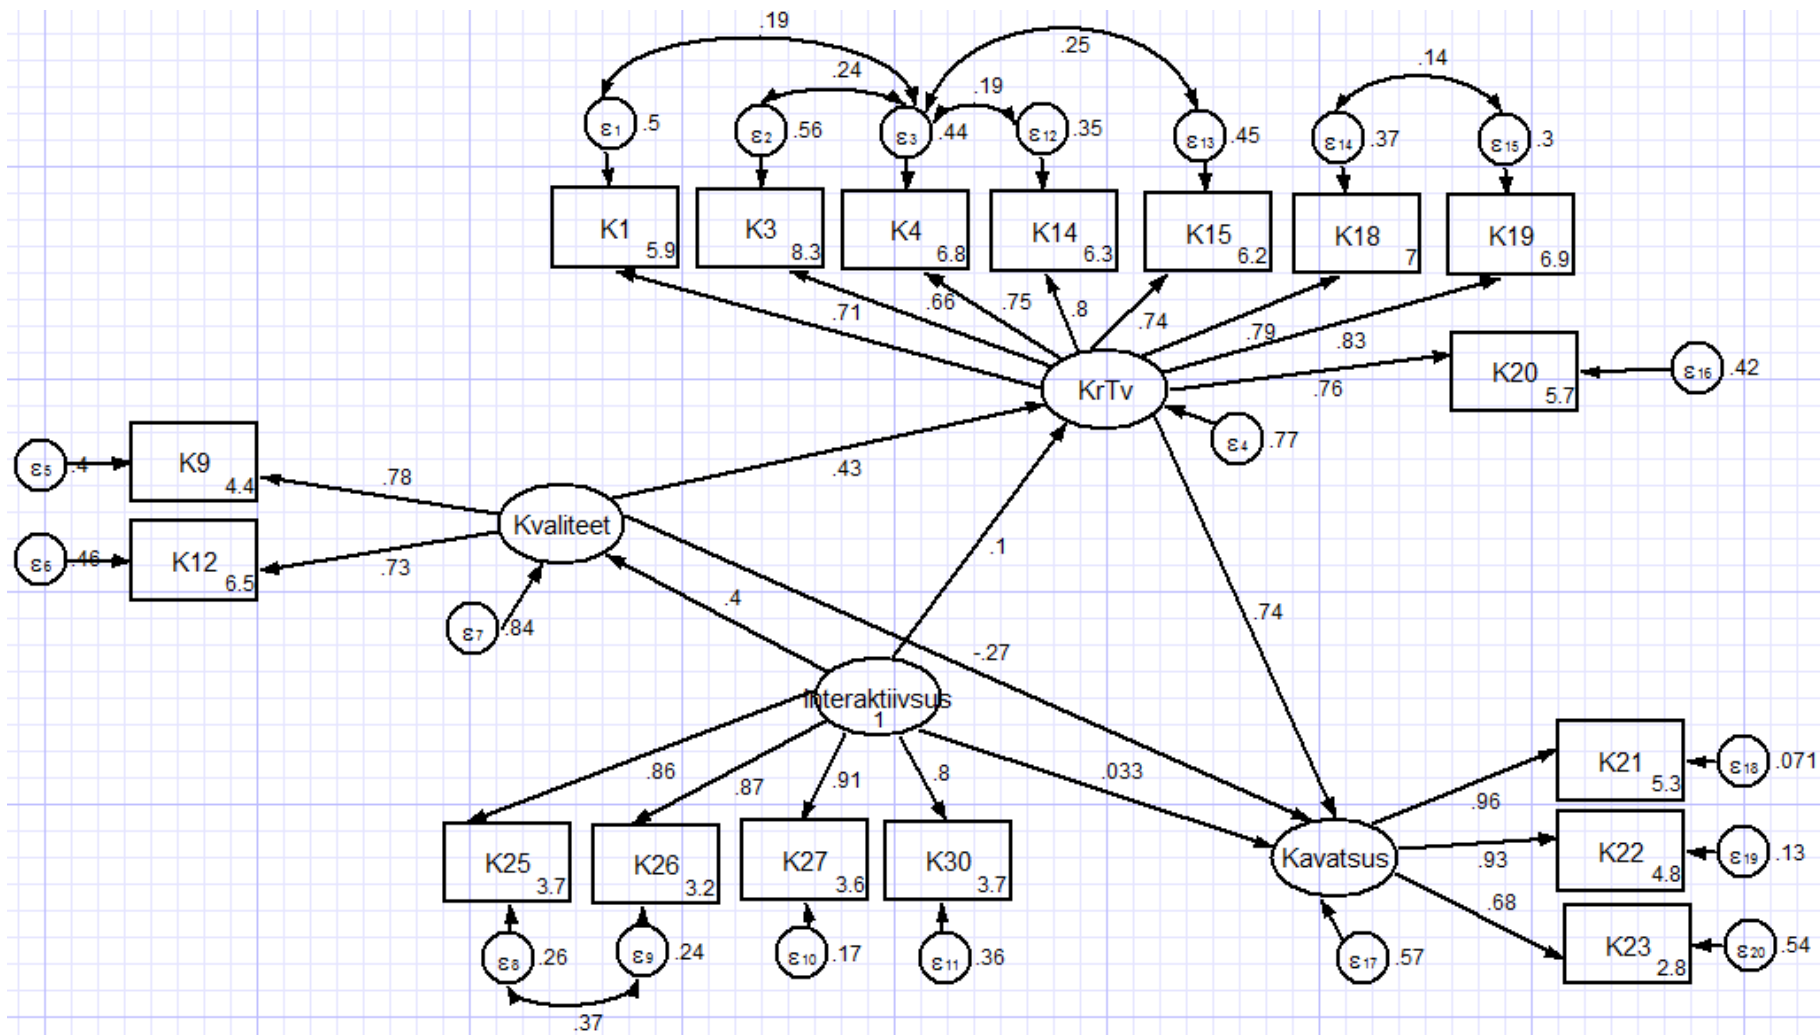 .19
.25
.24
.19
.14
ε1 .5
ε2 .56
ε3 .44
ε12 .35
ε13 .45
ε14 .37
ε15 .3
K1 5.9
K3 8.3
K4 6.8
K14 6.3
K15 6.2
K18 7
K19 6.9
.71
.66
.75
.8
.74
.79
.83
.76
K20 5.7
ε16 .42
KrTv
ε4 .77
ε5 .4
K9 4.4
.78
.43
Kvaliteet
ε6 .46
K12 6.5
.73
ε7 .84
.4
.1
-.27
.74
Interaktiivsus
1
.86
.87
.91
.8
.033
K25 3.7
K26 3.2
K27 3.6
K30 3.7
ε8 .26
ε9 .24
ε10 .17
ε11 .36
.37
Kavatsus
ε17 .57
.96
.93
.68
K21 5.3
ε18 .071
K22 4.8
ε19 .13
K23 2.8
ε20 .54